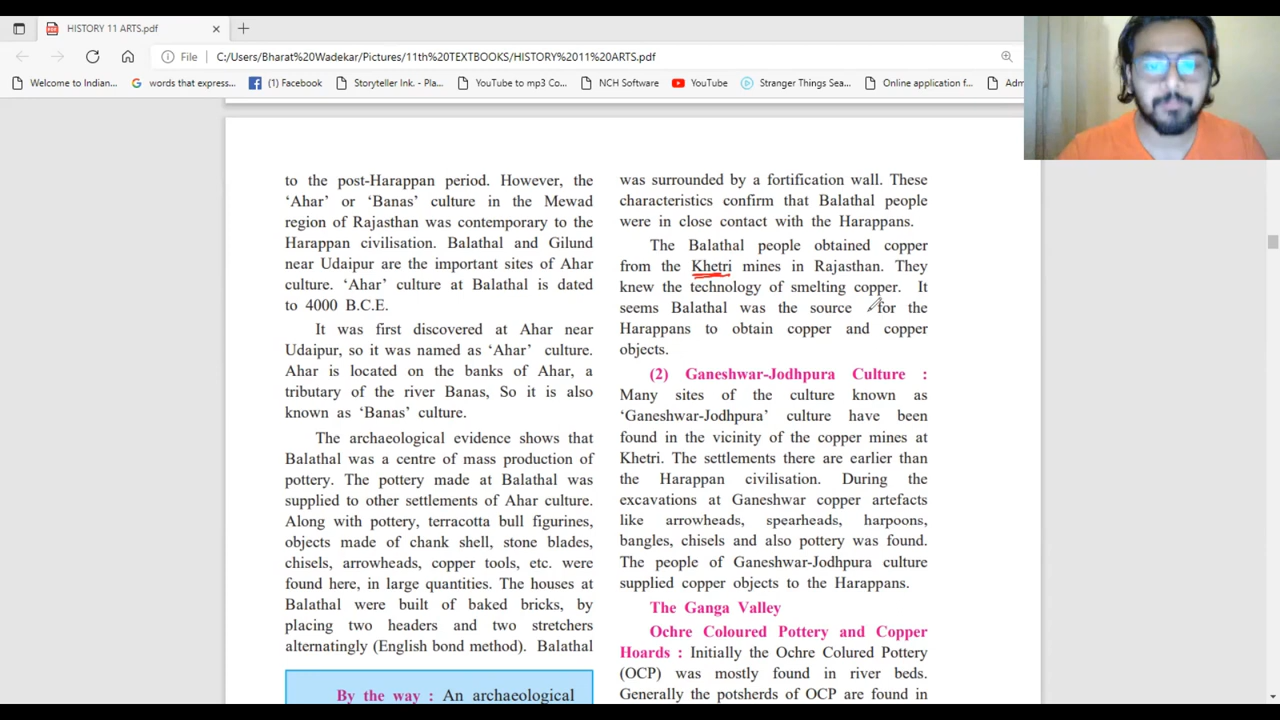 HISTORY 11 ARTS.pdf
File C:/Users/Bharat%20Wadekar/Pictures/11th%20TEXTBOOKS/HISTORY%2011%20ARTS.pdf
Welcome to Indian... words that express... (1) Facebook Storyteller Ink. - Pla... YouTube to mp3 Co... NCH Software YouTube Stranger Things Sea... Online application f... Adm
to the post-Harappan period. However, the
‘Ahar’ or ‘Banas’ culture in the Mewad
region of Rajasthan was contemporary to the
Harappan civilisation. Balathal and Gilund
near Udaipur are the important sites of Ahar
culture. ‘Ahar’ culture at Balathal is dated
to 4000 B.C.E.
It was first discovered at Ahar near
Udaipur, so it was named as ‘Ahar’ culture.
Ahar is located on the banks of Ahar, a
tributary of the river Banas, So it is also
known as ‘Banas’ culture.
The archaeological evidence shows that
Balathal was a centre of mass production of
pottery. The pottery made at Balathal was
supplied to other settlements of Ahar culture.
Along with pottery, terracotta bull figurines,
objects made of chank shell, stone blades,
chisels, arrowheads, copper tools, etc. were
found here, in large quantities. The houses at
Balathal were built of baked bricks, by
placing two headers and two stretchers
alternatingly (English bond method). Balathal
By the way : An archaeological
was surrounded by a fortification wall. These
characteristics confirm that Balathal people
were in close contact with the Harappans.
The Balathal people obtained copper
from the Khetri mines in Rajasthan. They
knew the technology of smelting copper. It
seems Balathal was the source for the
Harappans to obtain copper and copper
objects.
(2) Ganeshwar-Jodhpura Culture :
Many sites of the culture known as
‘Ganeshwar-Jodhpura’ culture have been
found in the vicinity of the copper mines at
Khetri. The settlements there are earlier than
the Harappan civilisation. During the
excavations at Ganeshwar copper artefacts
like arrowheads, spearheads, harpoons,
bangles, chisels and also pottery was found.
The people of Ganeshwar-Jodhpura culture
supplied copper objects to the Harappans.
The Ganga Valley
Ochre Coloured Pottery and Copper
Hoards : Initially the Ochre Colured Pottery
(OCP) was mostly found in river beds.
Generally the potsherds of OCP are found in